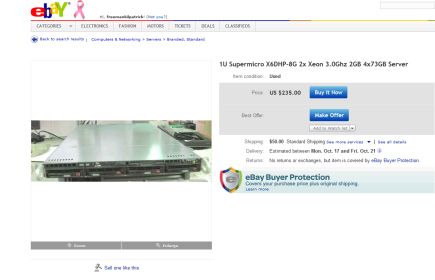 ebay
Hi, freemankilpatrick! (Not you?)
CATEGORIES ELECTRONICS FASHION MOTORS TICKETS DEALS CLASSIFIEDS
Back to search results | Computers & Networking > Servers > Branded, Standard
1U Supermicro X6DHP-8G 2x Xeon 3.0Ghz 2GB 4x73GB Server
Item condition: Used
Price: US $235.00 Buy It Now
Best Offer: Make Offer
Add to Watch list
Shipping: $50.00 Standard Shipping See more services | See all details
Delivery: Estimated between Mon. Oct. 17 and Fri. Oct. 21
Returns: No returns or exchanges, but item is covered by eBay Buyer Protection
eBay Buyer Protection
Covers your purchase price plus original shipping.
Learn more
Zoom Enlarge
Sell one like this